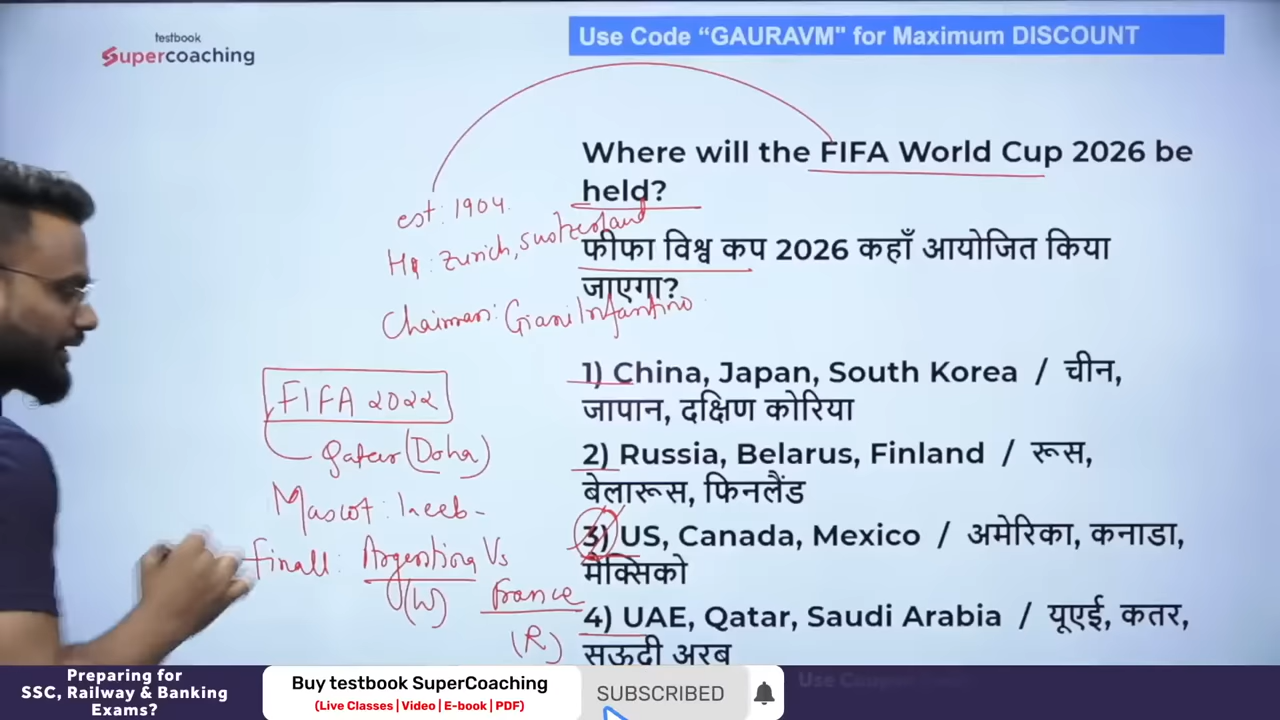 testbook
Supercoaching
Use Code “GAURAVM" for Maximum DISCOUNT
Where will the FIFA World Cup 2026 be
held?
फीफा विश्व कप 2026 कहाँ आयोजित किया
जाएगा?
1) China, Japan, South Korea / चीन,
जापान, दक्षिण कोरिया
2) Russia, Belarus, Finland / रूस,
बेलारूस, फिनलैंड
3) US, Canada, Mexico / अमेरिका, कनाडा,
मैक्सिको
4) UAE, Qatar, Saudi Arabia / यूएई, कतर,
सऊदी अरब
est: 1904.
HQ: Zurich,
Chairman: Giani Infantino
FIFA 2022
Qatar (Doha)
Mascot: laeeb-
finall: Argentina Vs
(W) france
(R)
Preparing for
SSC, Railway & Banking
Exams?
Buy testbook SuperCoaching
(Live Classes | Video | E-book | PDF)
SUBSCRIBED